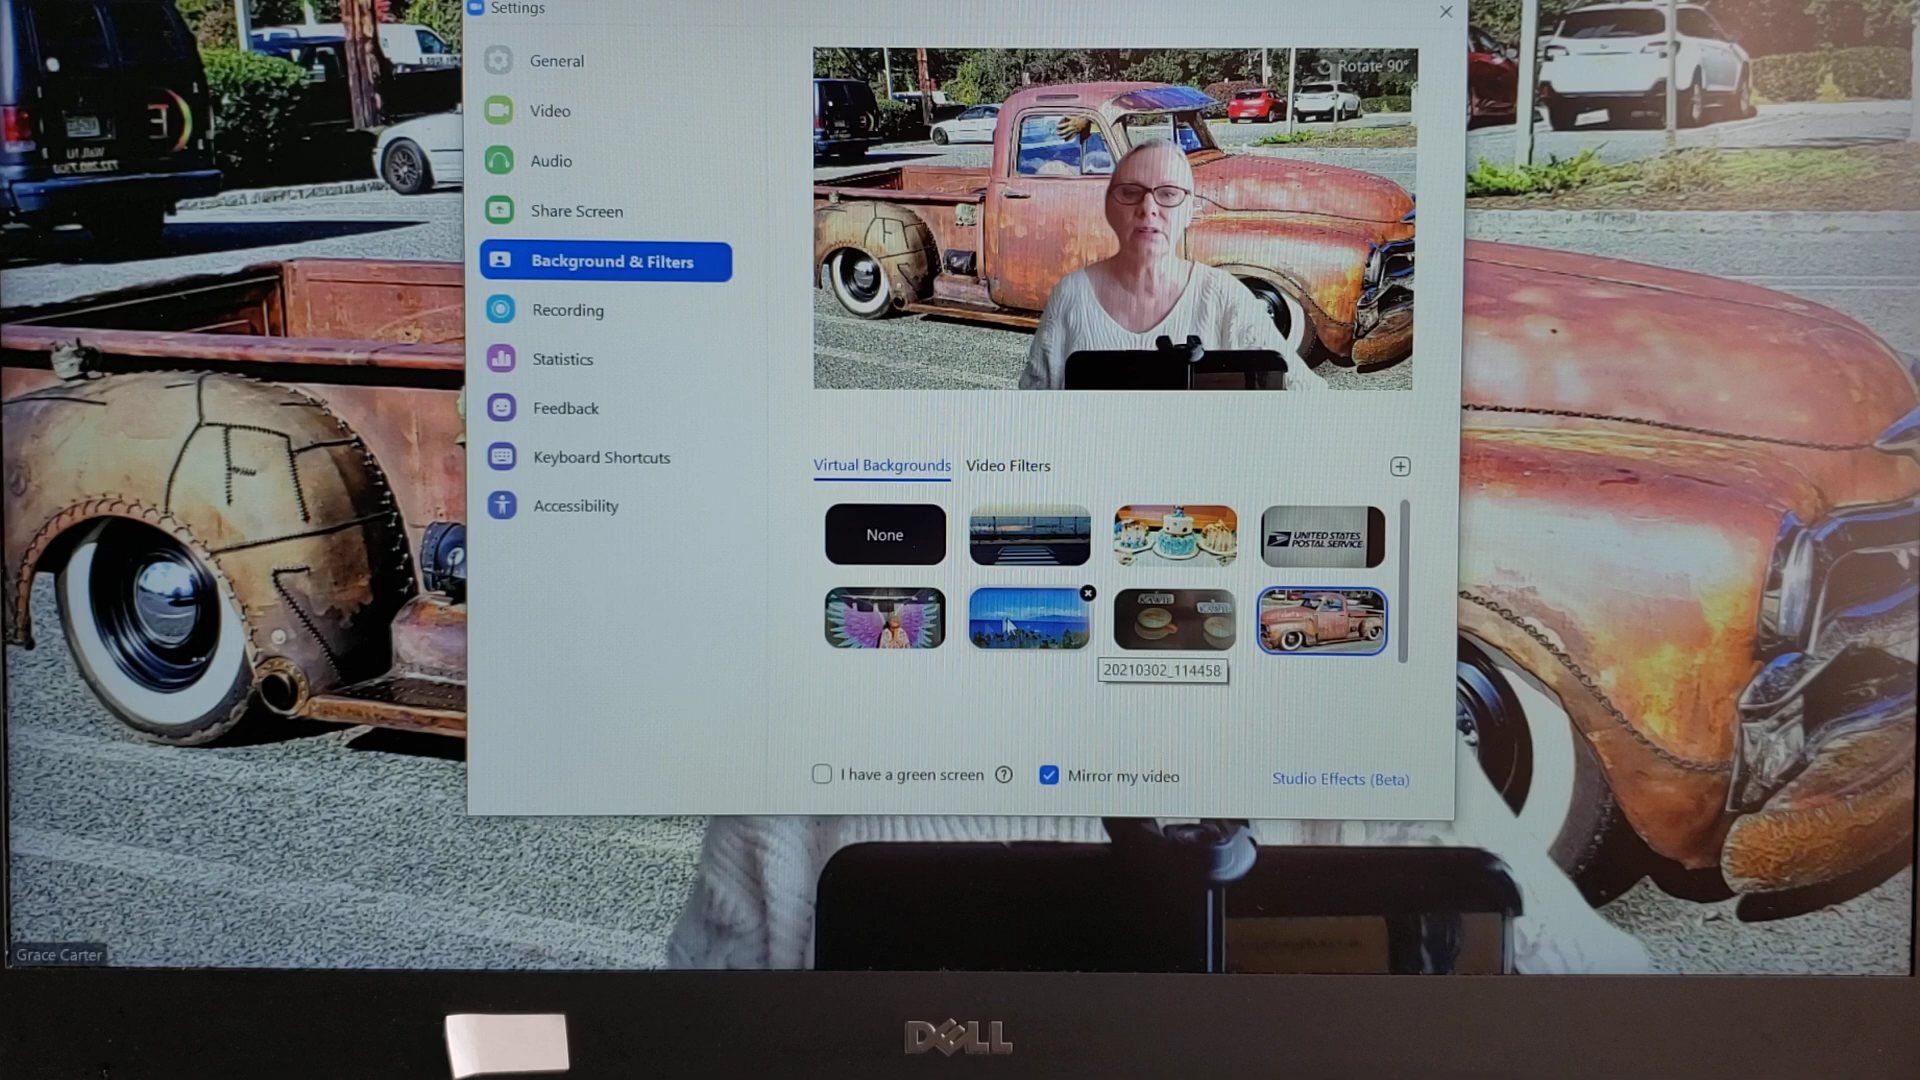 Settings
General
Video
Audio
Share Screen
Background & Filters
Recording
Statistics
Feedback
Keyboard Shortcuts
Accessibility
Rotate 90°
Virtual Backgrounds Video Filters
None
UNITED STATES
POSTAL SERVICE
20210302_114458
I have a green screen
Mirror my video
Studio Effects (Beta)
Grace Carter
DELL